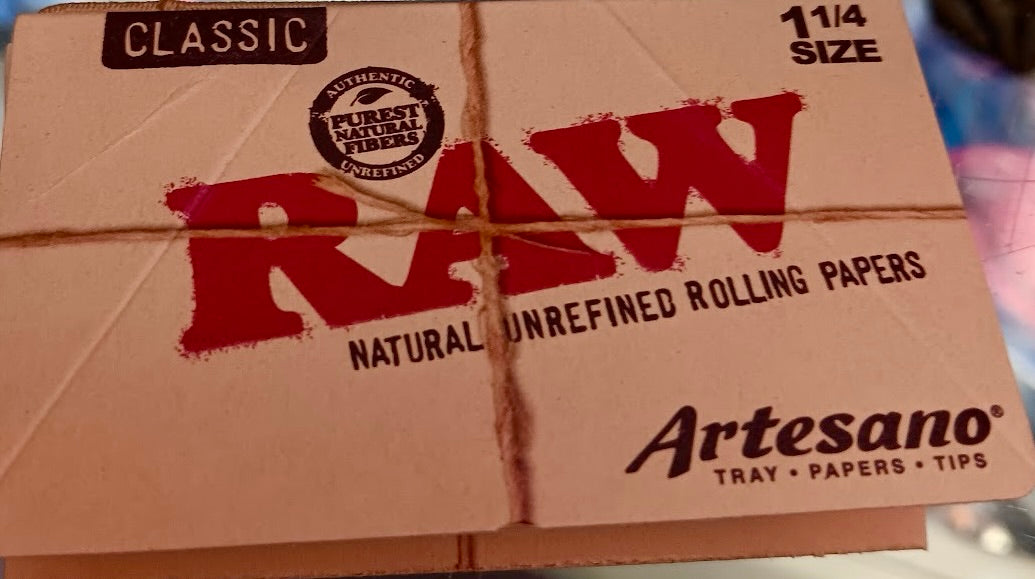 CLASSIC
1 1/4
SIZE
AUTHENTIC
PUREST
NATURAL
FIBERS
UNREFINED
RAW
NATURAL UNREFINED ROLLING PAPERS
Artesano®
TRAY • PAPERS • TIPS